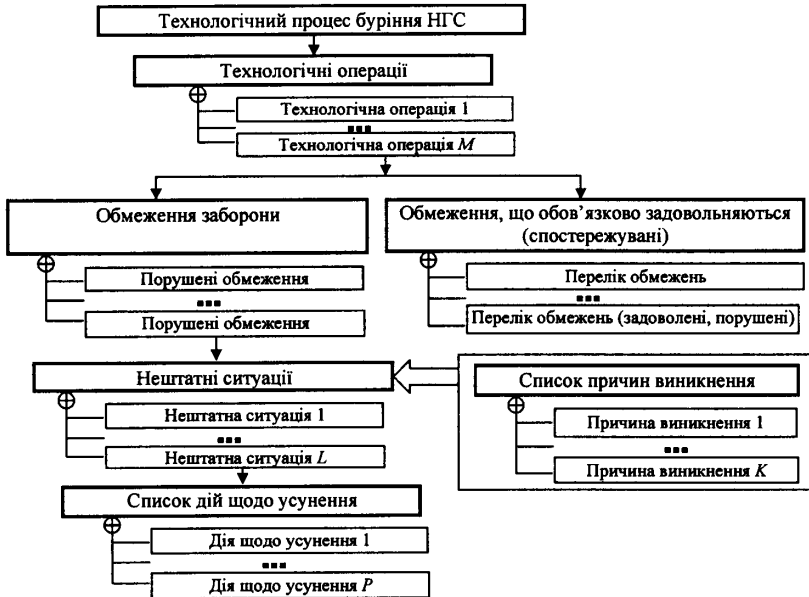 Технологічний процес буріння НГС
Технологічні операції
Технологічна операція 1
Технологічна операція M
Обмеження заборони
Обмеження, що обов’язково задовольняються
(спостережувані)
Порушені обмеження
Порушені обмеження
Перелік обмежень
Перелік обмежень (задоволені, порушені)
Нештатні ситуації
Нештатна ситуація 1
Нештатна ситуація L
Список причин виникнення
Причина виникнення 1
Причина виникнення K
Список дій щодо усунення
Дія щодо усунення 1
Дія щодо усунення P